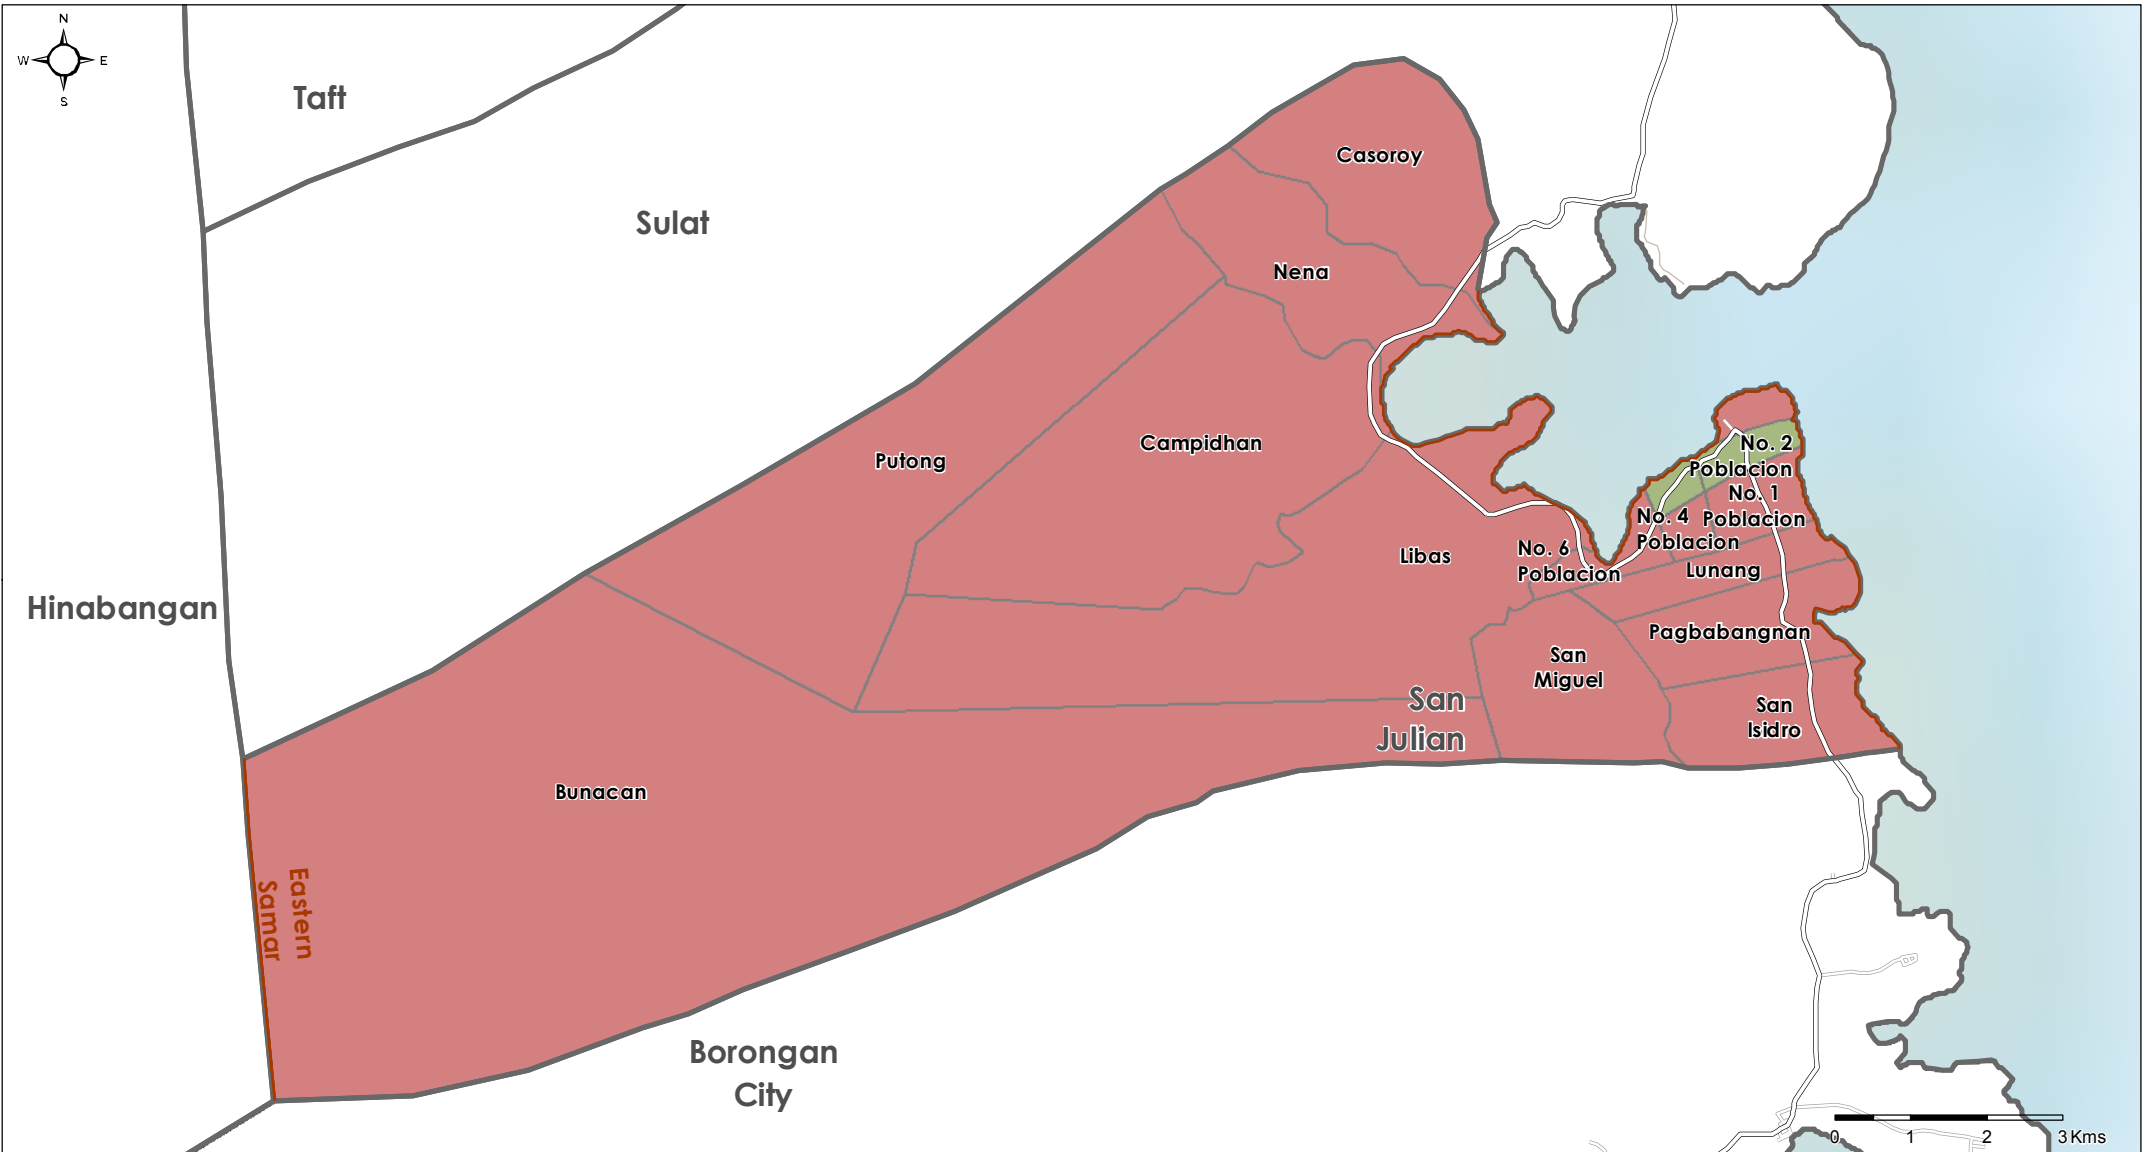 N
W E
S
Taft
Casoroy
Sulat
Nena
Campidhan
No. 2
Poblacion
Putong
No. 1
Poblacion
No. 4
Poblacion
Libas
No. 6
Poblacion
Lunang
Hinabangan
Pagbabangnan
San
Miguel
San
Julian
San
Isidro
Bunacan
Eastern
Samar
Borongan
City
0 1 2 3 Kms